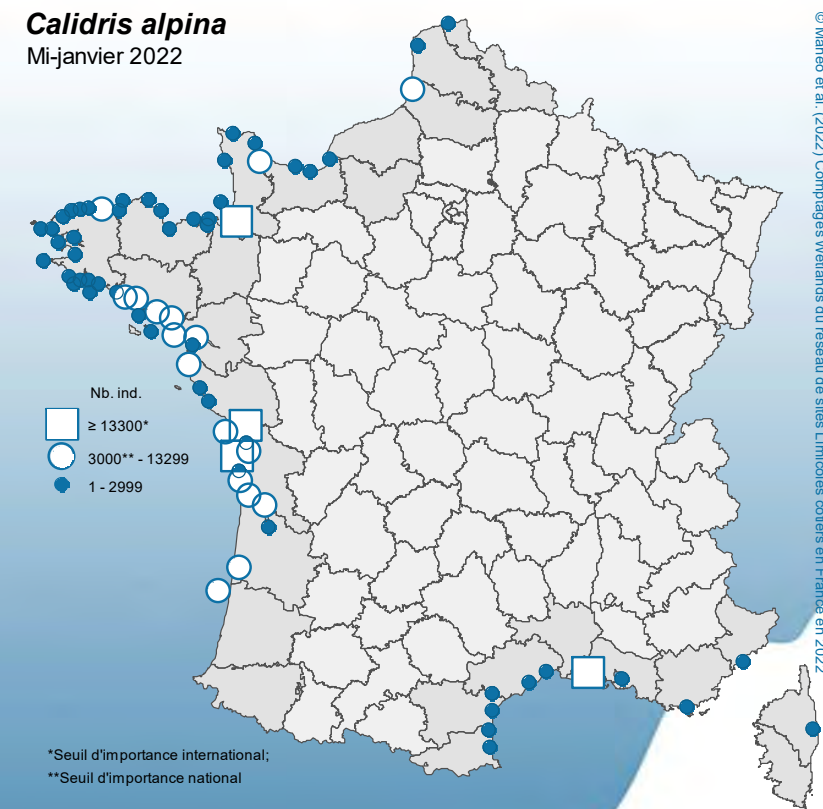 Calidris alpina
Mi-janvier 2022
Nb. ind.
≥ 13300*
3000** - 13299
1 - 2999
*Seuil d'importance international;
**Seuil d'importance national
© Mahéo et al. (2022) Comptages Wetlands du réseau de sites Limicoles côtiers en France en 2022